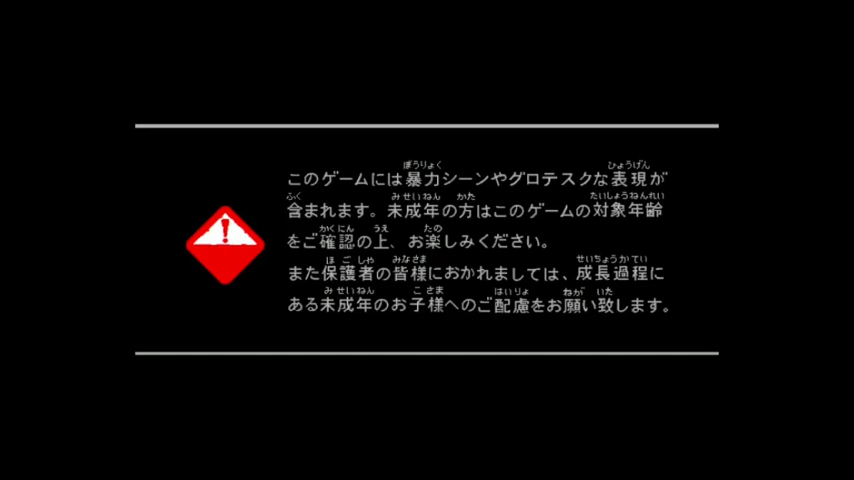 このゲームには暴力シーンやグロテスクな表現が
含まれます。未成年の方はこのゲームの対象年齢
をご確認の上、お楽しみください。
また保護者の皆様におかれましては、成長過程に
ある未成年のお子様へのご配慮をお願い致します。